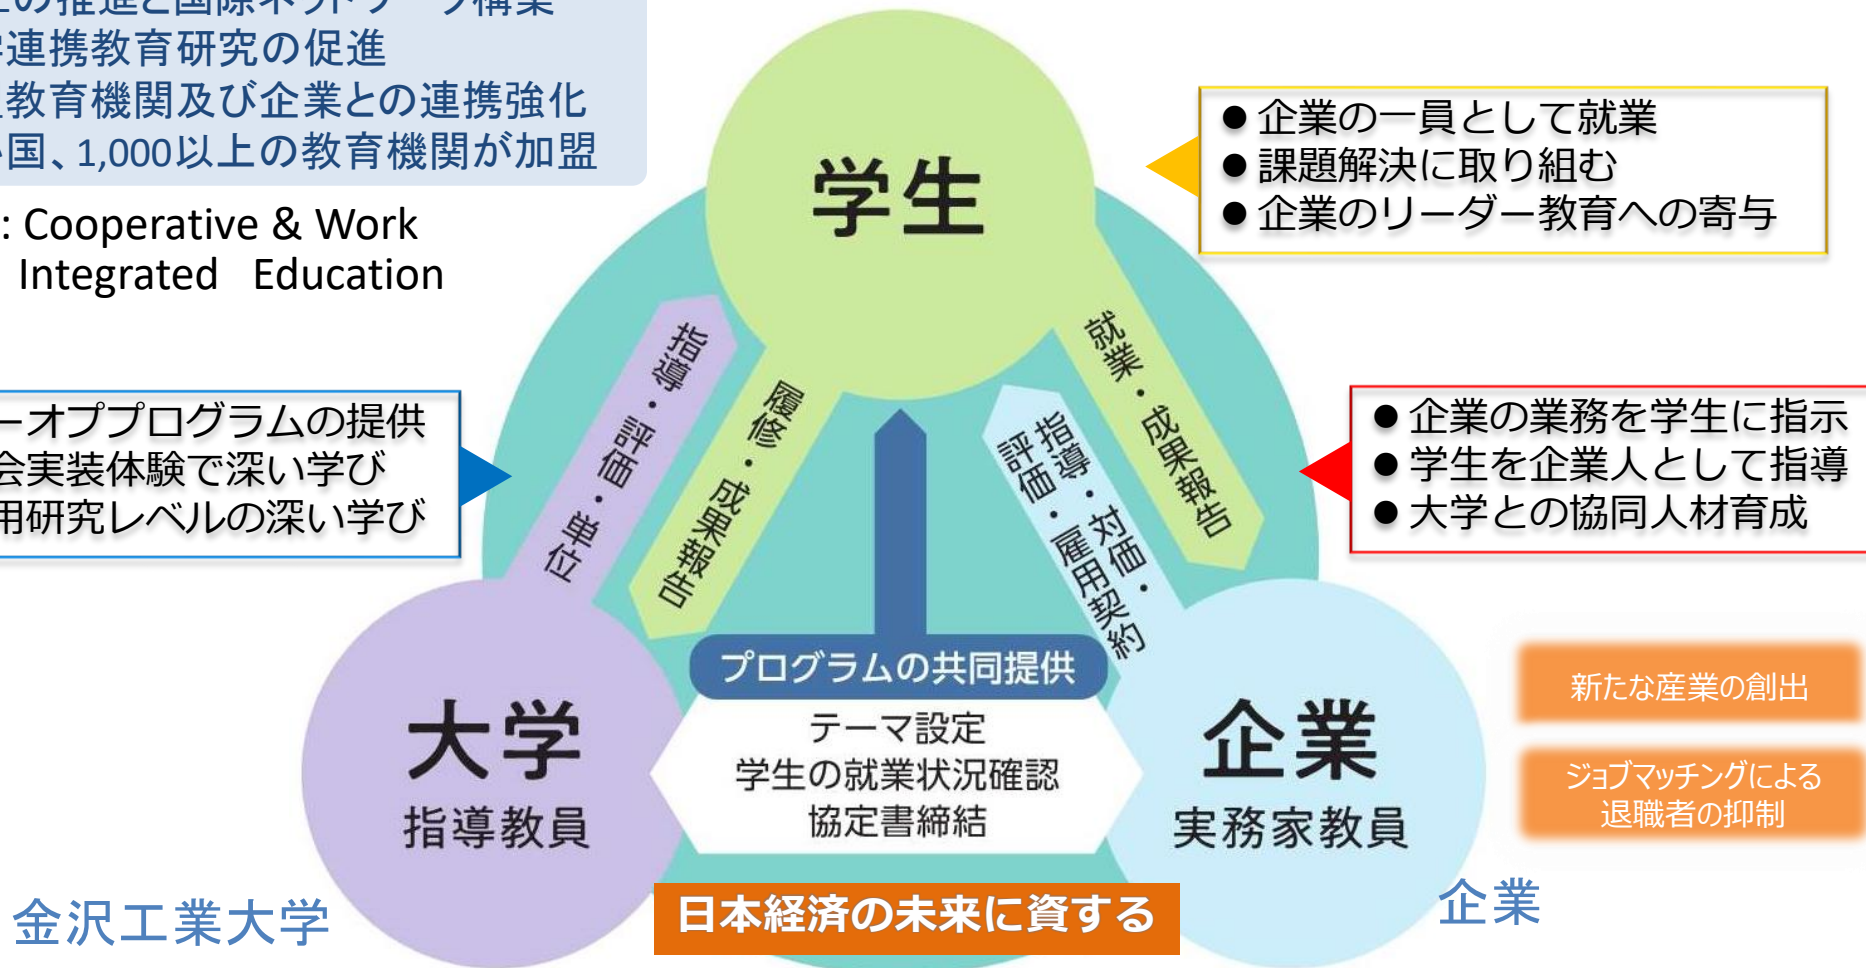 の推進と国際ネットワーク構築
連携教育研究の促進
教育機関及び企業との連携強化
国、1,000以上の教育機関が加盟
: Cooperative & Work
Integrated Education
学生
● 企業の一員として就業
● 課題解決に取り組む
● 企業のリーダー教育への寄与
指導・評価・単位
履修・成果報告
就業・成果報告
指導・対価・
評価・雇用契約
ーオププログラムの提供
会実装体験で深い学び
用研究レベルの深い学び
● 企業の業務を学生に指示
● 学生を企業人として指導
● 大学との協同人材育成
プログラムの共同提供
テーマ設定
学生の就業状況確認
協定書締結
大学
指導教員
企業
実務家教員
新たな産業の創出
ジョブマッチングによる
退職者の抑制
金沢工業大学
日本経済の未来に資する
企業